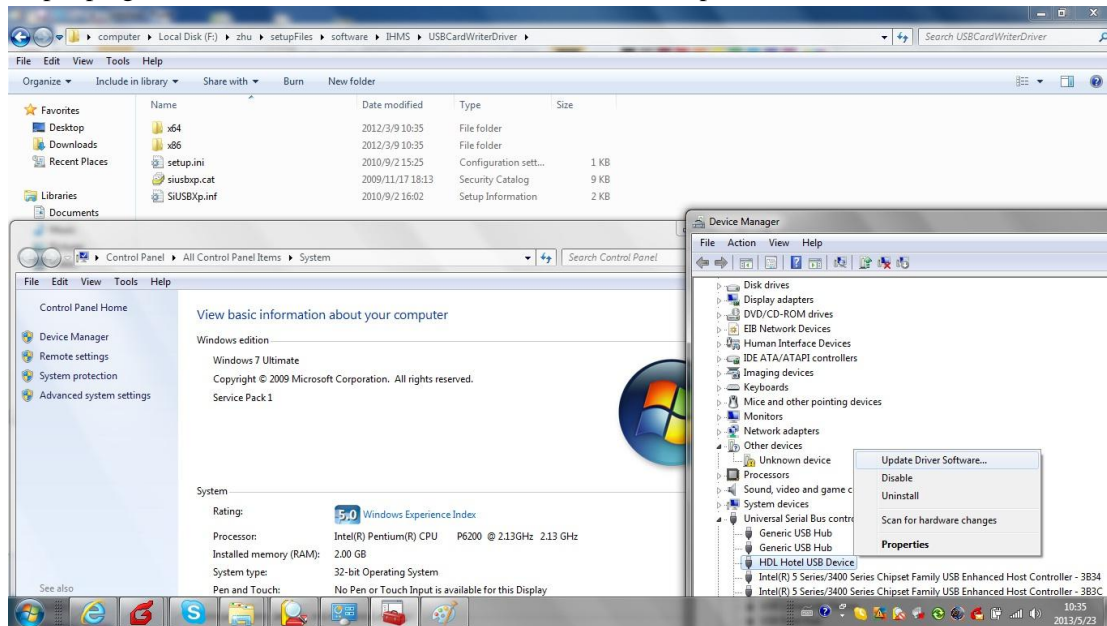 computer ▸ Local Disk (F:) ▸ zhu ▸ setupFiles ▸ software ▸ IHMS ▸ USBCardWriterDriver ▸
Search USBCardWriterDriver
File Edit View Tools Help
Organize Include in library Share with Burn New folder
Name Date modified Type Size
Favorites
Desktop
Downloads
Recent Places
Libraries
Documents
x64 2012/3/9 10:35 File folder
x86 2012/3/9 10:35 File folder
setup.ini 2010/9/2 15:25 Configuration sett... 1 KB
siusbxp.cat 2009/11/17 18:13 Security Catalog 9 KB
SiUSBXp.inf 2010/9/2 16:02 Setup Information 2 KB
Control Panel ▸ All Control Panel Items ▸ System
Search Control Panel
File Edit View Tools Help
Control Panel Home
Device Manager
Remote settings
System protection
Advanced system settings
See also
View basic information about your computer
Windows edition
Windows 7 Ultimate
Copyright © 2009 Microsoft Corporation. All rights reserved.
Service Pack 1
System
Rating: 5,0 Windows Experience Index
Processor: Intel(R) Pentium(R) CPU P6200 @ 2.13GHz 2.13 GHz
Installed memory (RAM): 2.00 GB
System type: 32-bit Operating System
Pen and Touch: No Pen or Touch Input is available for this Display
Device Manager
File Action View Help
Disk drives
Display adapters
DVD/CD-ROM drives
EIB Network Devices
Human Interface Devices
IDE ATA/ATAPI controllers
Imaging devices
Keyboards
Mice and other pointing devices
Monitors
Network adapters
Other devices
Unknown device
Processors
Sound, video and game c
System devices
Universal Serial Bus contro
Generic USB Hub
Generic USB Hub
HDL Hotel USB Device
Intel(R) 5 Series/3400 Series Chipset Family USB Enhanced Host Controller - 3B34
Intel(R) 5 Series/3400 Series Chipset Family USB Enhanced Host Controller - 3B3C
Update Driver Software...
Disable
Uninstall
Scan for hardware changes
Properties
10:35
2013/5/23